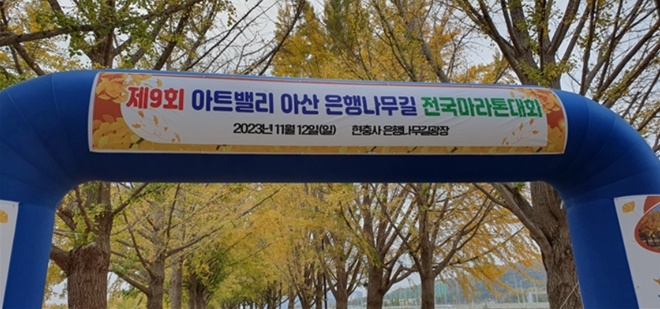 제9회 아트밸리 아산 은행나무길 전국마라톤대회
2023년 11월 12일(일) 현충사 은행나무길광장